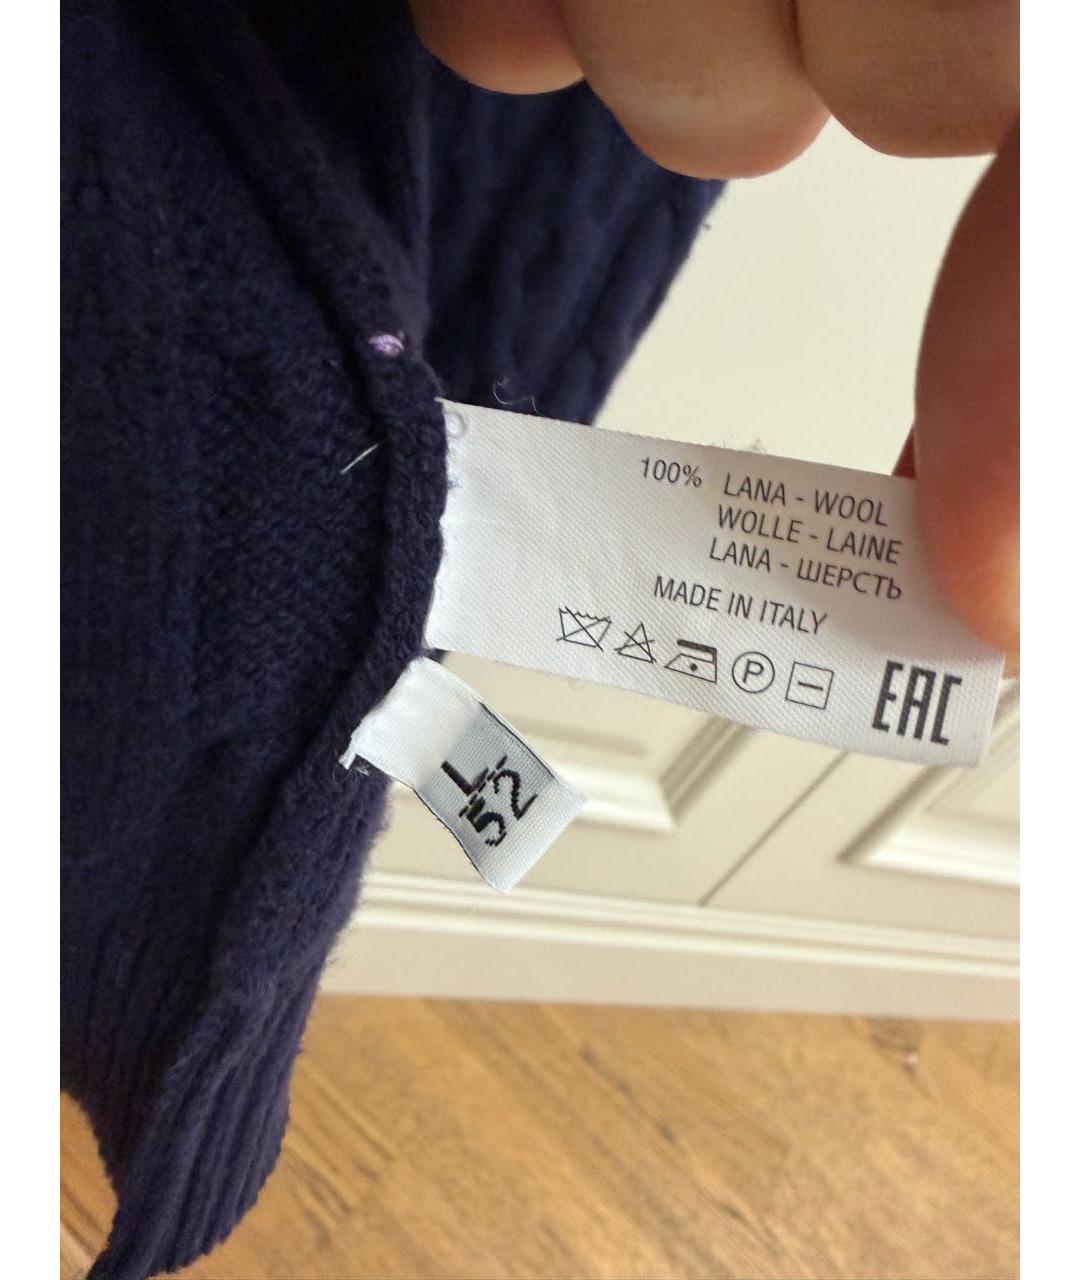 100% LANA - WOOL
WOLLE - LAINE
LANA - ШЕРСТЬ
MADE IN ITALY
P
EAC
L
52